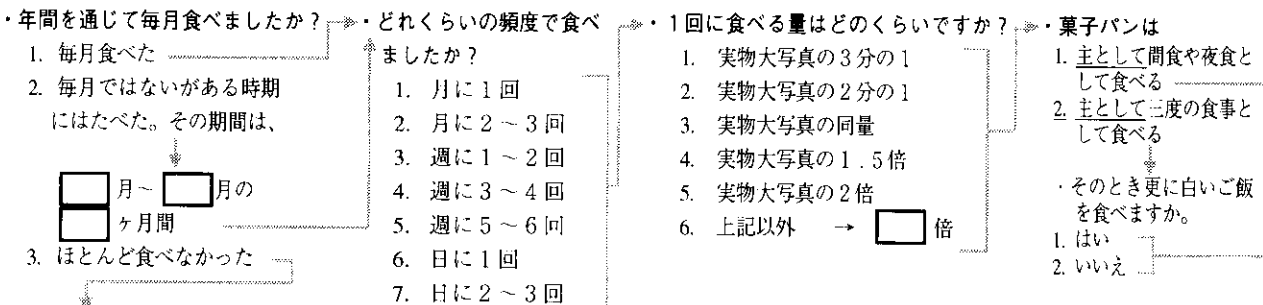 ・年間を通じて毎月食べましたか？
1. 毎月食べた
2. 毎月ではないがある時期
にはたべた。その期間は、
月～ 月の
ヶ月間
3. ほとんど食べなかった
・どれくらいの頻度で食べ
ましたか？
1. 月に１回
2. 月に２～３回
3. 週に１～２回
4. 週に３～４回
5. 週に５～６回
6. 日に１回
7. 日に２～３回
・１回に食べる量はどのくらいですか？
1. 実物大写真の３分の１
2. 実物大写真の２分の１
3. 実物大写真の同量
4. 実物大写真の１.５倍
5. 実物大写真の２倍
6. 上記以外 → 倍
・菓子パンは
1. 主として間食や夜食と
して食べる
2. 主として三度の食事と
して食べる
・そのとき更に白いご飯
を食べますか。
1. はい
2. いいえ